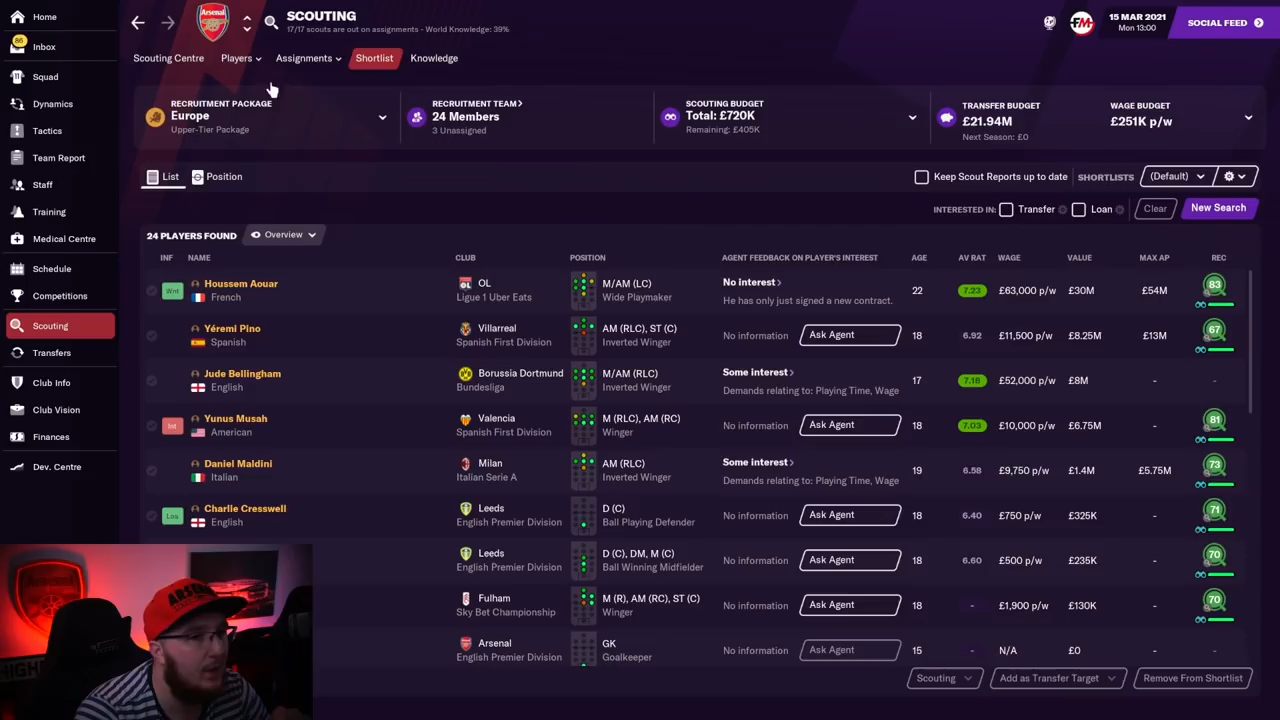 Home
86
Inbox
Squad
Dynamics
Tactics
Team Report
Staff
Training
Medical Centre
Schedule
Competitions
Scouting
Transfers
Club Info
Club Vision
Finances
Dev. Centre
Arsenal
SCOUTING
17/17 scouts are out on assignments - World Knowledge: 39%
FM
15 MAR 2021
Mon 13:00
SOCIAL FEED
Scouting Centre Players Assignments Shortlist Knowledge
RECRUITMENT PACKAGE
Europe
Upper-Tier Package
RECRUITMENT TEAM
24 Members
3 Unassigned
SCOUTING BUDGET
Total: £720K
Remaining: £405K
TRANSFER BUDGET
£21.94M
Next Season: £0
WAGE BUDGET
£251K p/w
List Position
Keep Scout Reports up to date SHORTLISTS (Default)
INTERESTED IN: Transfer Loan Clear New Search
24 PLAYERS FOUND Overview
INF NAME CLUB POSITION AGENT FEEDBACK ON PLAYER'S INTEREST AGE AV RAT WAGE VALUE MAX AP REC
Wnt Houssem Aouar OL M/AM (LC) No interest 22 7.23 £63,000 p/w £30M £54M 83
French Ligue 1 Uber Eats Wide Playmaker He has only just signed a new contract.
Yéremi Pino Villarreal AM (RLC), ST (C) No information Ask Agent 18 6.92 £11,500 p/w £8.25M £13M 67
Spanish Spanish First Division Inverted Winger
Jude Bellingham Borussia Dortmund M/AM (RLC) Some interest 17 7.18 £52,000 p/w £8M - -
English Bundesliga Inverted Winger Demands relating to: Playing Time, Wage
Int Yunus Musah Valencia M (RLC), AM (RC) No information Ask Agent 18 7.03 £10,000 p/w £6.75M - 81
American Spanish First Division Winger
Daniel Maldini Milan AM (RLC) Some interest 19 6.58 £9,750 p/w £1.4M £5.75M 73
Italian Italian Serie A Inverted Winger Demands relating to: Playing Time, Wage
Loa Charlie Cresswell Leeds D (C) No information Ask Agent 18 6.40 £750 p/w £325K - 71
English English Premier Division Ball Playing Defender
Leeds D (C), DM, M (C) No information Ask Agent 18 6.60 £500 p/w £235K - 70
English Premier Division Ball Winning Midfielder
Fulham M (R), AM (RC), ST (C) No information Ask Agent 18 - £1,900 p/w £130K - 70
Sky Bet Championship Winger
Arsenal GK No information Ask Agent 15 - N/A £0 - -
English Premier Division Goalkeeper
Scouting Add as Transfer Target Remove From Shortlist